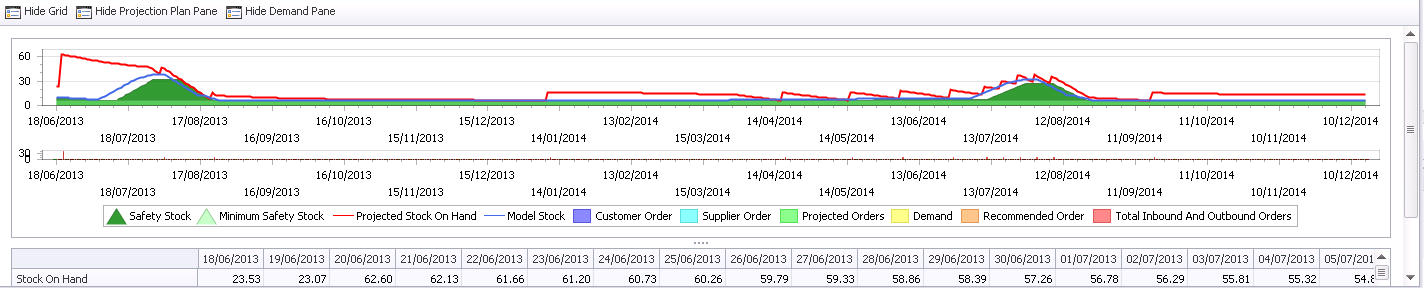 Hide Grid Hide Projection Plan Pane Hide Demand Pane
60
30
0
18/06/2013 17/08/2013 16/10/2013 15/12/2013 13/02/2014 14/04/2014 13/06/2014 12/08/2014 11/10/2014 10/12/2014
18/07/2013 16/09/2013 15/11/2013 14/01/2014 15/03/2014 14/05/2014 13/07/2014 11/09/2014 10/11/2014
30
0
18/06/2013 17/08/2013 16/10/2013 15/12/2013 13/02/2014 14/04/2014 13/06/2014 12/08/2014 11/10/2014 10/12/2014
18/07/2013 16/09/2013 15/11/2013 14/01/2014 15/03/2014 14/05/2014 13/07/2014 11/09/2014 10/11/2014
Safety Stock Minimum Safety Stock Projected Stock On Hand Model Stock Customer Order Supplier Order Projected Orders Demand Recommended Order Total Inbound And Outbound Orders
18/06/2013 19/06/2013 20/06/2013 21/06/2013 22/06/2013 23/06/2013 24/06/2013 25/06/2013 26/06/2013 27/06/2013 28/06/2013 29/06/2013 30/06/2013 01/07/2013 02/07/2013 03/07/2013 04/07/2013 05/07/201
Stock On Hand 23.53 23.07 62.60 62.13 61.66 61.20 60.73 60.26 59.79 59.33 58.86 58.39 57.26 56.78 56.29 55.81 55.32 54.8